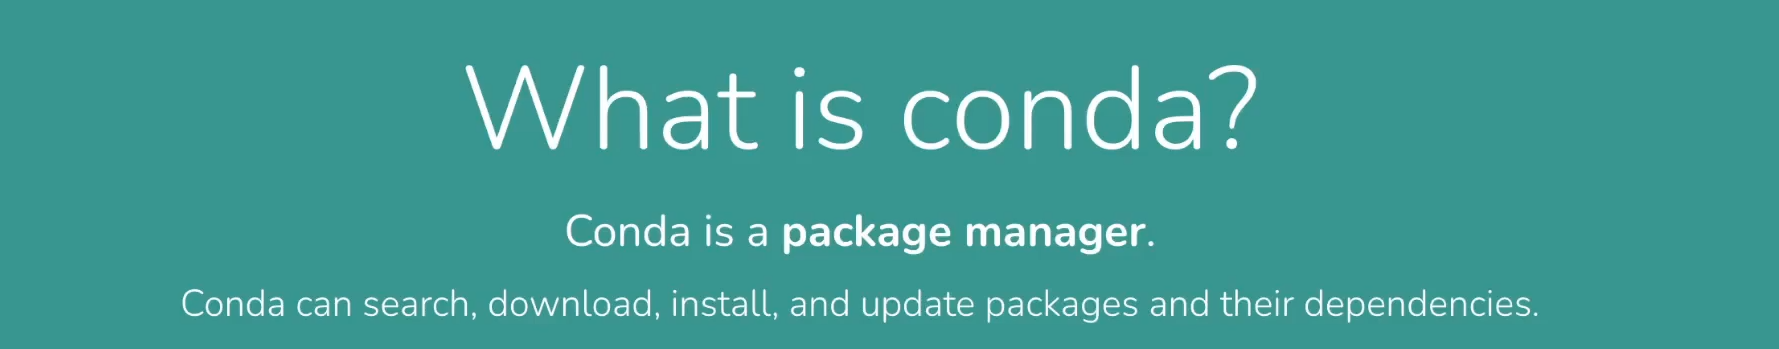 What is conda?
Conda is a package manager.
Conda can search, download, install, and update packages and their dependencies.